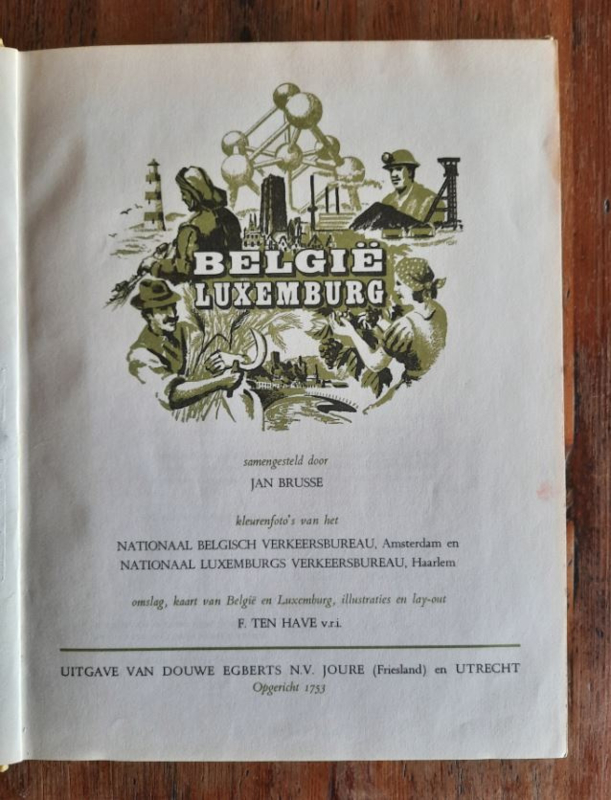 BELGIË
LUXEMBURG
samengesteld door
JAN BRUSSE
kleurenfoto's van het
NATIONAAL BELGISCH VERKEERSBUREAU, Amsterdam en
NATIONAAL LUXEMBURGS VERKEERSBUREAU, Haarlem
omslag, kaart van België en Luxemburg, illustraties en lay-out
F. TEN HAVE v.r.i.
UITGAVE VAN DOUWE EGBERTS N.V. JOURE (Friesland) en UTRECHT
Opgericht 1753